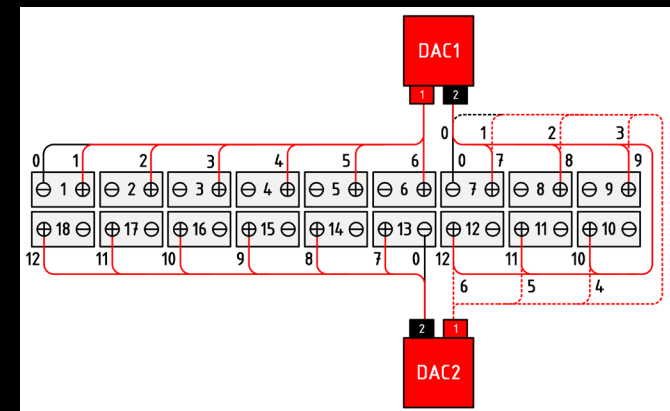 DAC1
1 2
0 1 2 3
0 1 2 3 4 5 6 0 7 8 9
⊖ 1 ⊕ ⊖ 2 ⊕ ⊖ 3 ⊕ ⊖ 4 ⊕ ⊖ 5 ⊕ ⊖ 6 ⊕ ⊖ 7 ⊕ ⊖ 8 ⊕ ⊖ 9 ⊕
⊕ 18 ⊖ ⊕ 17 ⊖ ⊕ 16 ⊖ ⊕ 15 ⊖ ⊕ 14 ⊖ ⊕ 13 ⊖ ⊕ 12 ⊖ ⊕ 11 ⊖ ⊕ 10 ⊖
12 11 10 9 8 7 0 12 11 10
6 5 4
2 1
DAC2